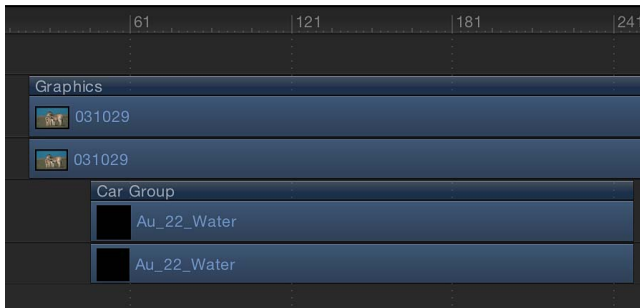 61 121 181 241
Graphics
031029
031029
Car Group
Au_22_Water
Au_22_Water